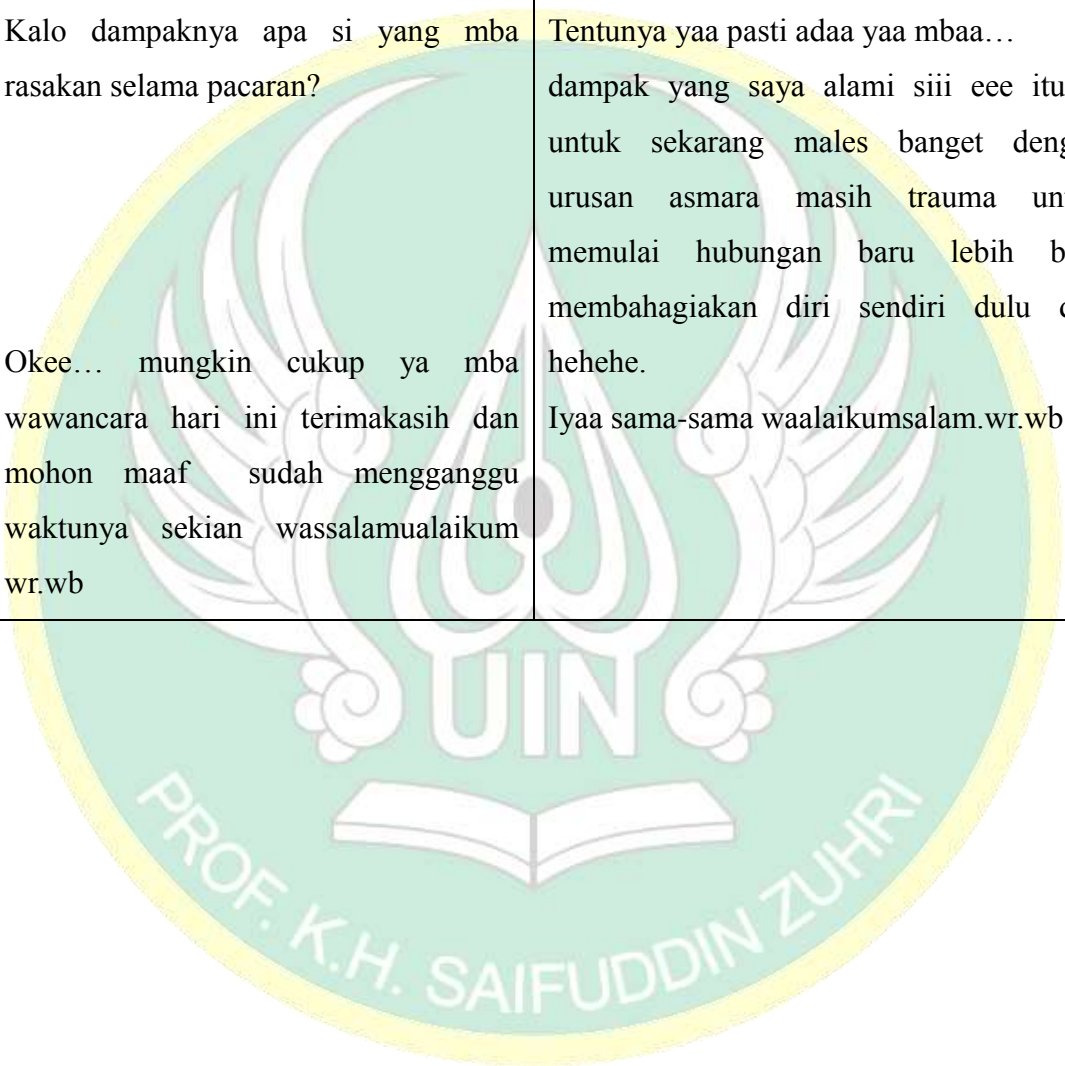 Kalo dampaknya apa si yang mba
rasakan selama pacaran?
Okee… mungkin cukup ya mba
wawancara hari ini terimakasih dan
mohon maaf sudah mengganggu
waktunya sekian wassalamualaikum
wr.wb
Tentunya yaa pasti adaa yaa mbaa…
dampak yang saya alami siii eee itu
untuk sekarang males banget
urusan asmara masih trauma
memulai hubungan baru lebih
membahagiakan diri sendiri dulu
hehehe.
Iyaa sama-sama waalaikumsalam.wr.wb
UIN
PROF. K.H. SAIFUDDIN ZUHRI